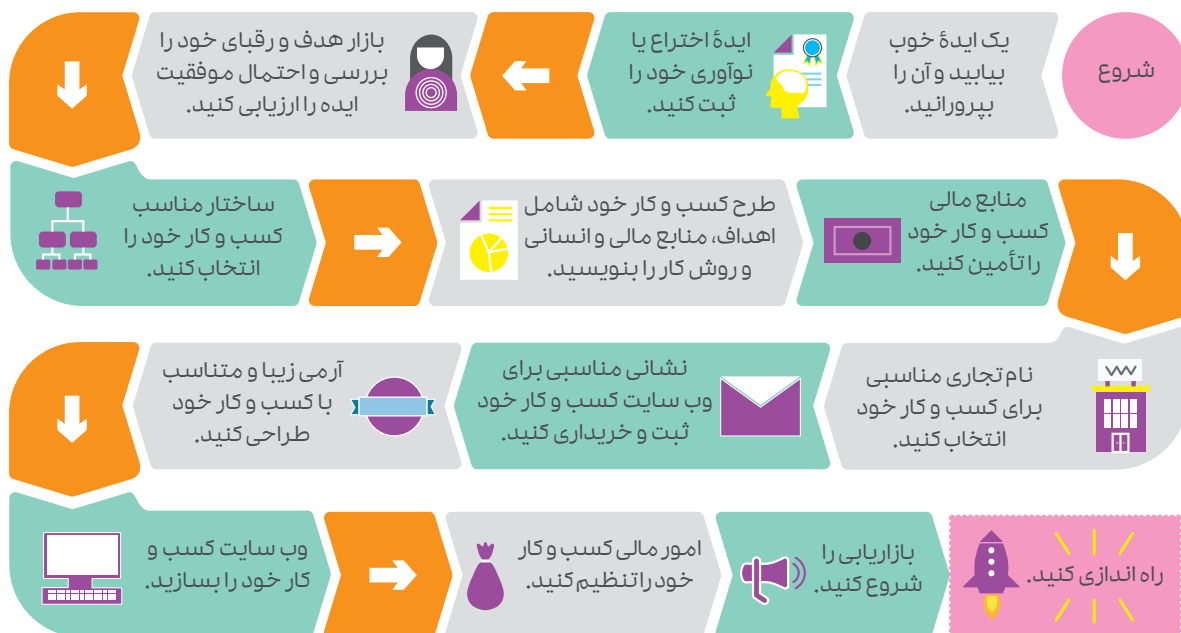 شروع
یک ایدهٔ خوب
بیابید و آن را
بپرورانید.
ایدهٔ اختراع یا
نوآوری خود را
ثبت کنید.
بازار هدف و رقبای خود را
بررسی و احتمال موفقیت
ایده را ارزیابی کنید.
ساختار مناسب
کسب و کار خود را
انتخاب کنید.
طرح کسب و کار خود شامل
اهداف، منابع مالی و انسانی
و روش کار را بنویسید.
منابع مالی
کسب و کار خود
را تأمین کنید.
نام تجاری مناسبی
برای کسب و کار خود
انتخاب کنید.
نشانی مناسبی برای
وب سایت کسب و کار خود
ثبت و خریداری کنید.
آرمی زیبا و متناسب
با کسب و کار خود
طراحی کنید.
وب سایت کسب و
کار خود را بسازید.
امور مالی کسب و کار
خود را تنظیم کنید.
بازاریابی را
شروع کنید.
راه اندازی کنید.